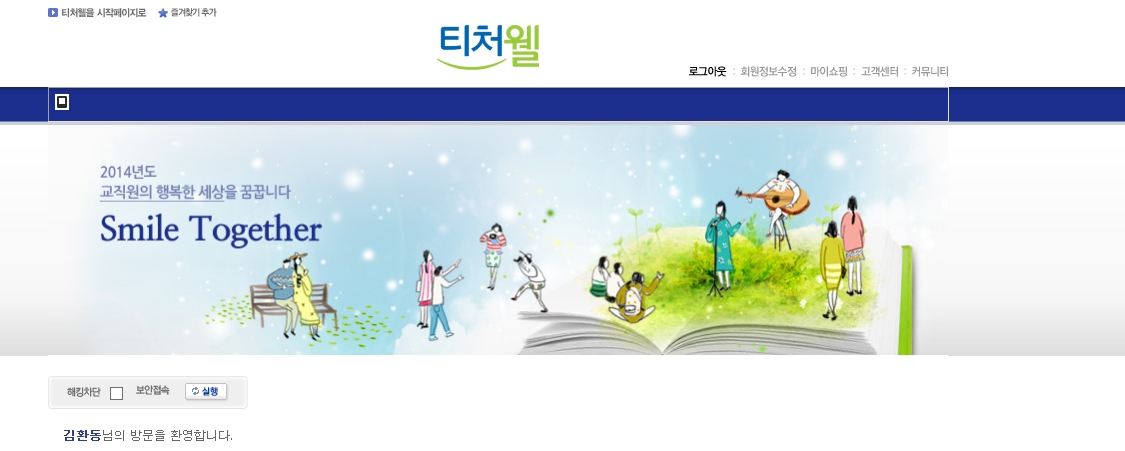 티처웰을 시작페이지로 즐겨찾기 추가
티처웰
로그아웃 : 회원정보수정 : 마이쇼핑 : 고객센터 : 커뮤니티
2014년도
교직원의 행복한 세상을 꿈꿉니다
Smile Together
해킹차단 보안접속 실행
김환동님의 방문을 환영합니다.